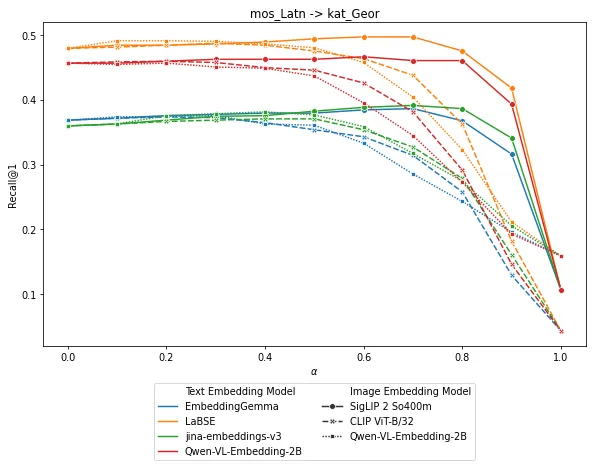 mos_Latn -> kat_Geor
0.5
0.4
0.3
0.2
0.1
Recall@1
0.0 0.2 0.4 0.6 0.8 1.0
α
Text Embedding Model Image Embedding Model
EmbeddingGemma SigLIP 2 So400m
LaBSE CLIP ViT-B/32
jina-embeddings-v3 Qwen-VL-Embedding-2B
Qwen-VL-Embedding-2B